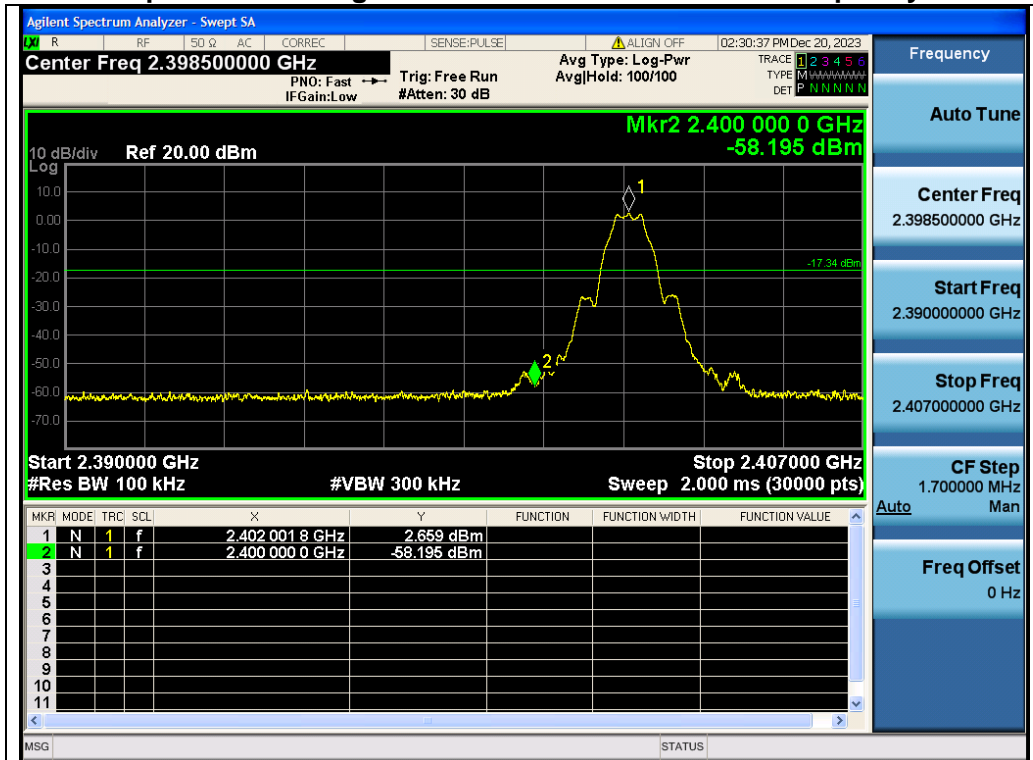 Agilent Spectrum Analyzer - Swept SA
LXI R RF 50 Ω AC CORREC SENSE:PULSE ALIGN OFF 02:30:37 PM Dec 20, 2023
Center Freq 2.398500000 GHz
PNO: Fast
IFGain:Low
Trig: Free Run
#Atten: 30 dB
Avg Type: Log-Pwr
Avg|Hold: 100/100
TRACE 1 2 3 4 5 6
TYPE M WWWWW
DET P N N N N N
Frequency
Auto Tune
Center Freq
2.398500000 GHz
Start Freq
2.390000000 GHz
Stop Freq
2.407000000 GHz
CF Step
1.700000 MHz
Auto Man
Freq Offset
0 Hz
Mkr2 2.400 000 0 GHz
-58.195 dBm
10 dB/div Ref 20.00 dBm
Log
10.0
0.00
-10.0
-20.0
-30.0
-40.0
-50.0
-60.0
-70.0
1
-17.34 dBm
2
Start 2.390000 GHz Stop 2.407000 GHz
#Res BW 100 kHz #VBW 300 kHz Sweep 2.000 ms (30000 pts)
MKR MODE TRC SCL X Y FUNCTION FUNCTION WIDTH FUNCTION VALUE
1 N 1 f 2.402 001 8 GHz 2.659 dBm
2 N 1 f 2.400 000 0 GHz -58.195 dBm
3
4
5
6
7
8
9
10
11
MSG STATUS